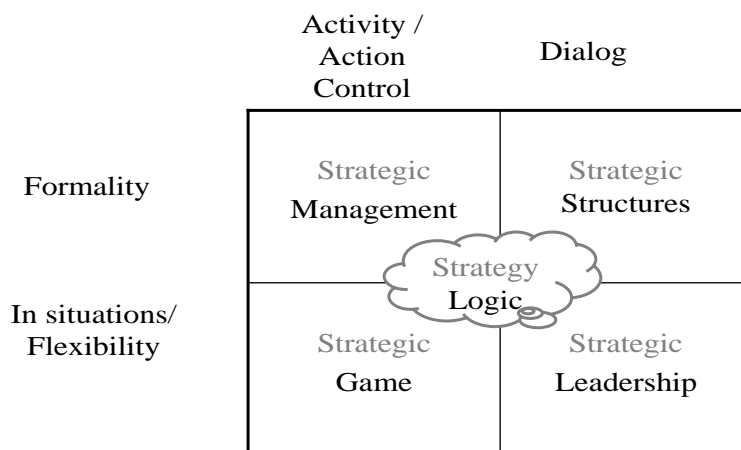 Activity /
Action
Control
Dialog
Formality
Strategic
Management
Strategic
Structures
Strategy
Logic
In situations/
Flexibility
Strategic
Game
Strategic
Leadership